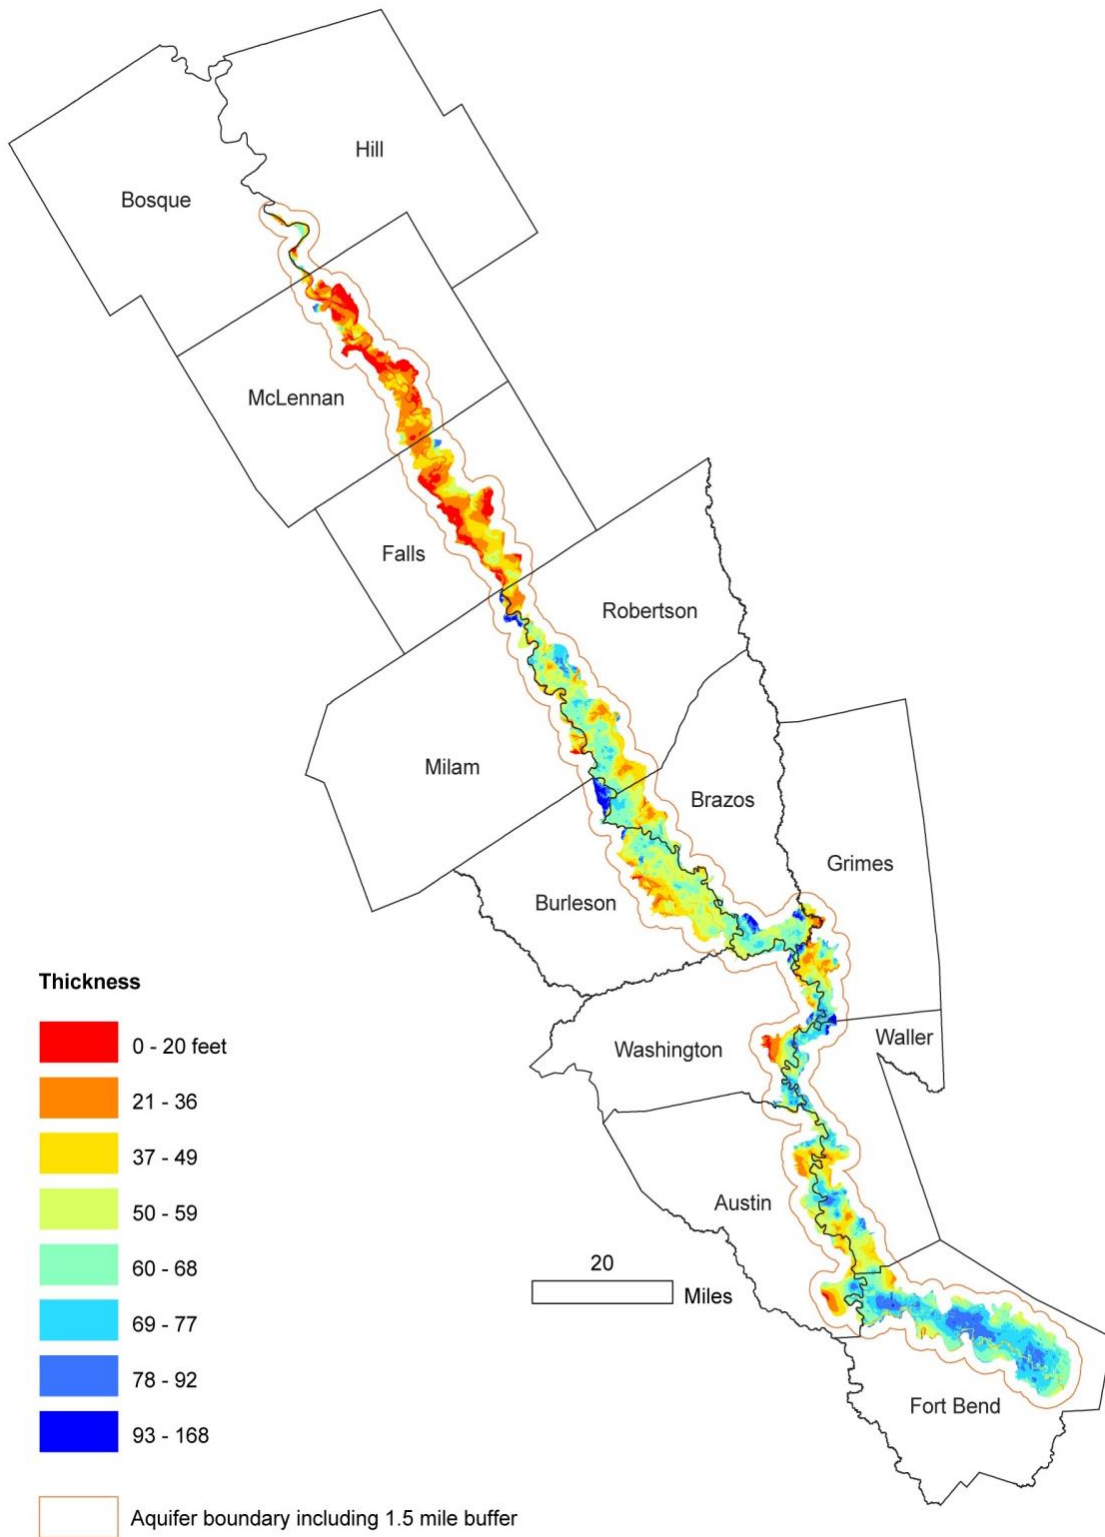 Hill
Bosque
McLennan
Falls
Robertson
Milam
Brazos
Grimes
Burleson
Thickness
0 - 20 feet
21 - 36
37 - 49
50 - 59
60 - 68
69 - 77
78 - 92
93 - 168
Washington
Waller
Austin
20
Miles
Fort Bend
Aquifer boundary including 1.5 mile buffer